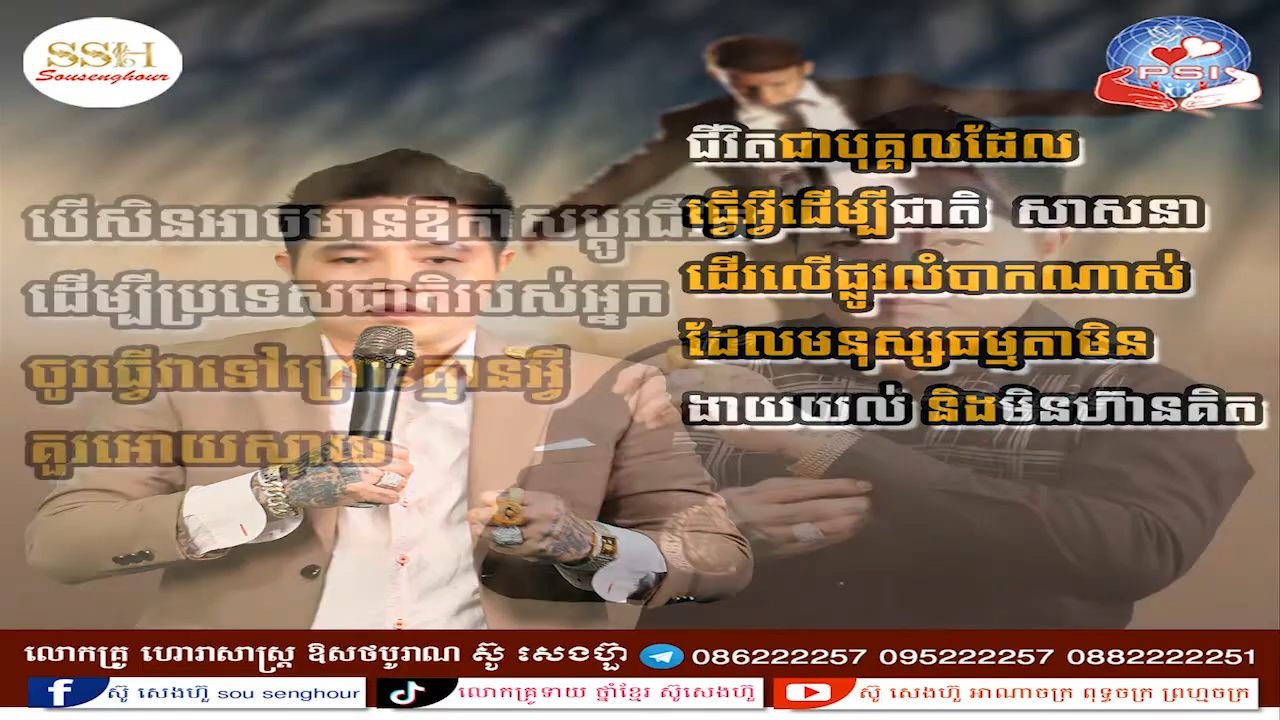 SSH
Sousenghour
PSI
បើសិនអាចមានឱកាសប្តូរជី
ដើម្បីប្រទេសជាតិរបស់អ្នក
ចូរធ្វើវាទៅព្រោះគ្មានអ្វី
គួរអោយស្តាយ
ជីវិតជាបុគ្គលដែល
ធ្វើអ្វីដើម្បីជាតិ សាសនា
ដើរលើផ្លូវលំបាកណាស់
ដែលមនុស្សធម្មតាមិន
ងាយយល់ និងមិនហ៊ានគិត
លោកគ្រូ ហោរាសាស្ត្រ ឱសថបូរាណ ស៊ូ សេងហ៊ួ 086222257 095222257 0882222251
ស៊ូ សេងហ៊ួ sou senghour
លោកគ្រូទាយ ថ្នាំខ្មែរ ស៊ូសេងហ៊ួ
ស៊ូ សេងហ៊ួ អាណាចក្រ ពុទ្ធចក្រ ព្រហ្មចក្រ